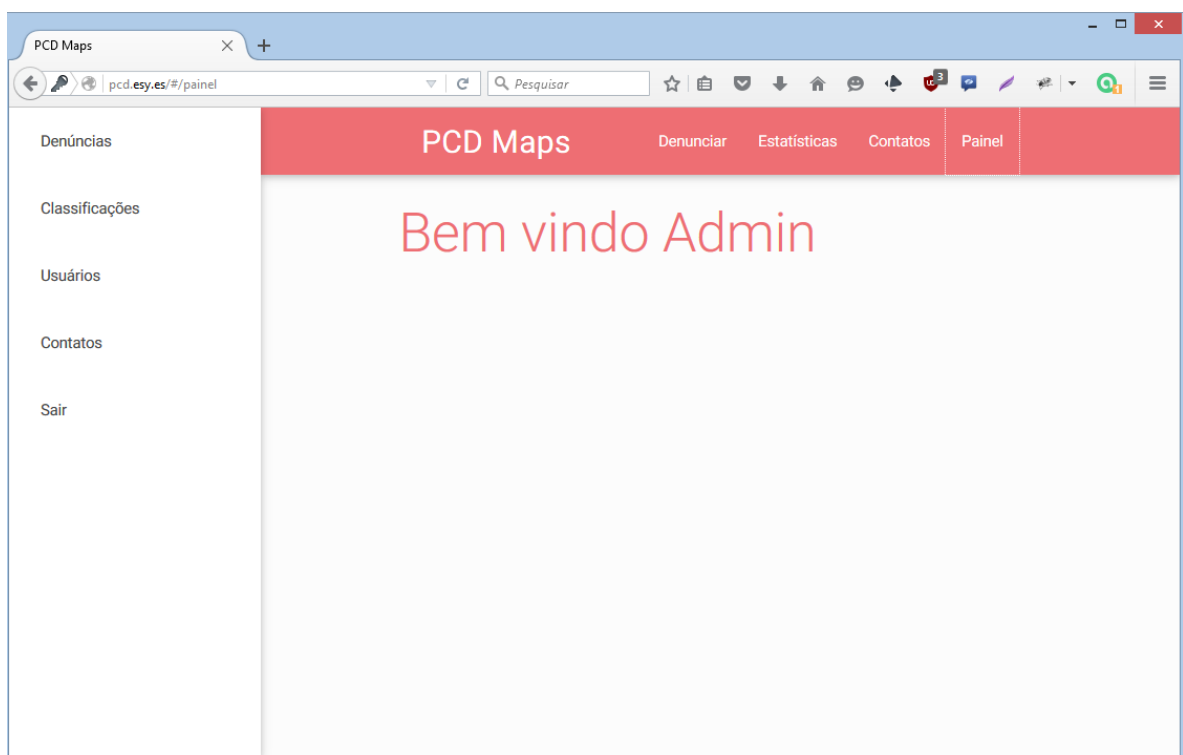 PCD Maps
pcd.esy.es/#/painel
Pesquisar
3
Denúncias
Classificações
Usuários
Contatos
Sair
PCD Maps Denunciar Estatísticas Contatos Painel
Bem vindo Admin